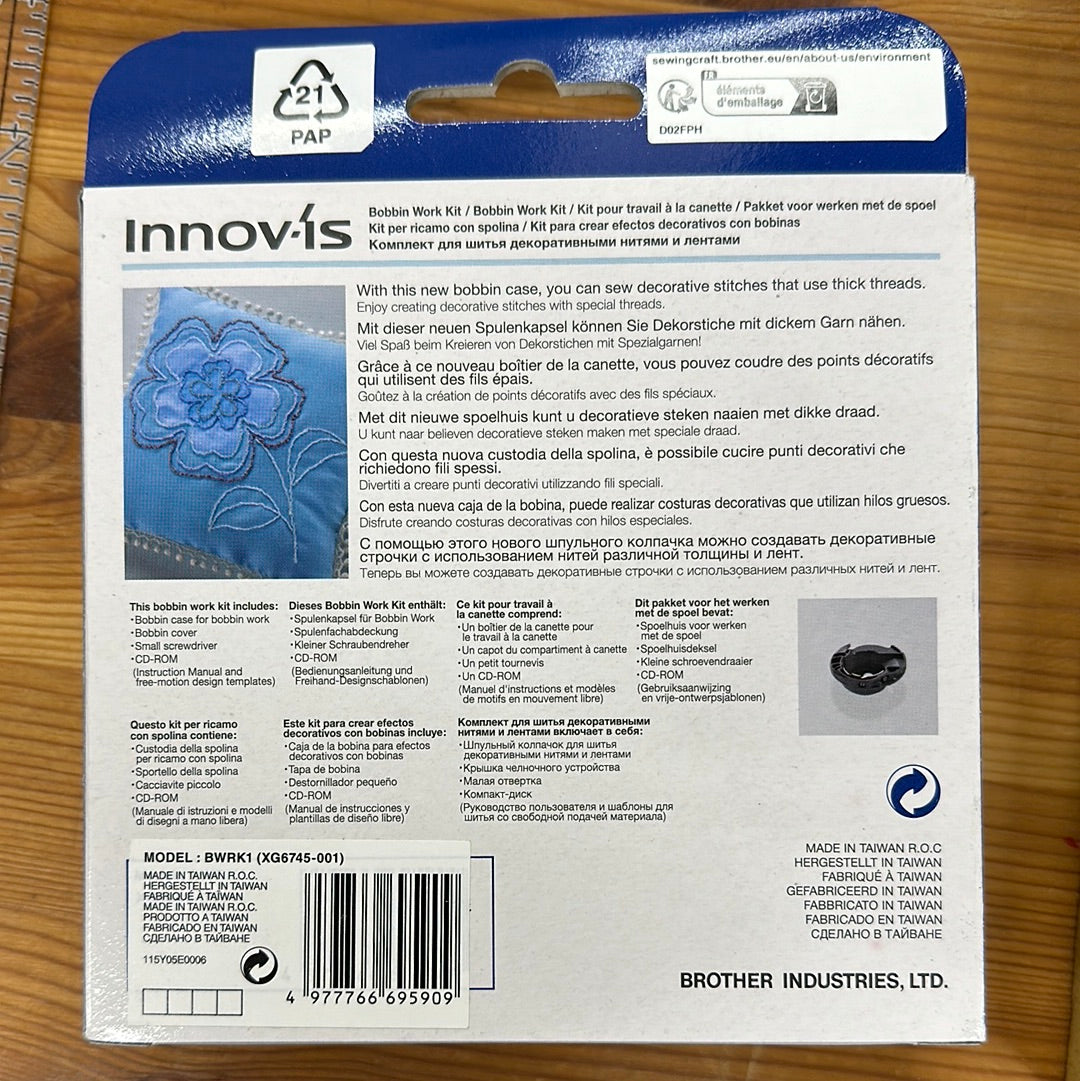 21
PAP
sewingcraft.brother.eu/en/about-us/environment
FR
éléments
d'emballage
D02FPH
Innov-ís
Bobbin Work Kit / Bobbin Work Kit / Kit pour travail à la canette / Pakket voor werken met de spoel
Kit per ricamo con spolina / Kit para crear efectos decorativos con bobinas
Комплект для шитья декоративными нитями и лентами
With this new bobbin case, you can sew decorative stitches that use thick threads.
Enjoy creating decorative stitches with special threads.
Mit dieser neuen Spulenkapsel können Sie Dekorstiche mit dickem Garn nähen.
Viel Spaß beim Kreieren von Dekorstichen mit Spezialgarnen!
Grâce à ce nouveau boîtier de la canette, vous pouvez coudre des points décoratifs
qui utilisent des fils épais.
Goûtez à la création de points décoratifs avec des fils spéciaux.
Met dit nieuwe spoelhuis kunt u decoratieve steken naaien met dikke draad.
U kunt naar believen decoratieve steken maken met speciale draad.
Con questa nuova custodia della spolina, è possibile cucire punti decorativi che
richiedono fili spessi.
Divertiti a creare punti decorativi utilizzando fili speciali.
Con esta nueva caja de la bobina, puede realizar costuras decorativas que utilizan hilos gruesos.
Disfrute creando costuras decorativas con hilos especiales.
С помощью этого нового шпульного колпачка можно создавать декоративные
строчки с использованием нитей различной толщины и лент.
Теперь вы можете создавать декоративные строчки с использованием различных нитей и лент.
This bobbin work kit includes:
·Bobbin case for bobbin work
·Bobbin cover
·Small screwdriver
·CD-ROM
(Instruction Manual and
free-motion design templates)
Dieses Bobbin Work Kit enthält:
·Spulenkapsel für Bobbin Work
·Spulenfachabdeckung
·Kleiner Schraubendreher
·CD-ROM
(Bedienungsanleitung und
Freihand-Designschablonen)
Ce kit pour travail à
la canette comprend:
·Un boîtier de la canette pour
le travail à la canette
·Un capot du compartiment à canette
·Un petit tournevis
·Un CD-ROM
(Manuel d'instructions et modèles
de motifs en mouvement libre)
Dit pakket voor het werken
met de spoel bevat:
·Spoelhuis voor werken
met de spoel
·Spoelhuisdeksel
·Kleine schroevendraaier
·CD-ROM
(Gebruiksaanwijzing
en vrije-ontwerpsjablonen)
Questo kit per ricamo
con spolina contiene:
·Custodia della spolina
per ricamo con spolina
·Sportello della spolina
·Cacciavite piccolo
·CD-ROM
(Manuale di istruzioni e modelli
di disegni a mano libera)
Este kit para crear efectos
decorativos con bobinas incluye:
·Caja de la bobina para efectos
decorativos con bobinas
·Tapa de bobina
·Destornillador pequeño
·CD-ROM
(Manual de instrucciones y
plantillas de diseño libre)
Комплект для шитья декоративными
нитями и лентами включает в себя:
·Шпульный колпачок для шитья
декоративными нитями и лентами
·Крышка челночного устройства
·Малая отвертка
·Компакт-диск
(Руководство пользователя и шаблоны для
шитья со свободной подачей материала)
MODEL : BWRK1 (XG6745-001)
MADE IN TAIWAN R.O.C.
HERGESTELLT IN TAIWAN
FABRIQUÉ À TAÏWAN
MADE IN TAIWAN R.O.C.
PRODOTTO A TAIWAN
FABRICADO EN TAIWAN
СДЕЛАНО В ТАЙВАНЕ
115Y05E0006
4 977766 695909
MADE IN TAIWAN R.O.C
HERGESTELLT IN TAIWAN
FABRIQUÉ À TAIWAN
GEFABRICEERD IN TAIWAN
FABBRICATO IN TAIWAN
FABRICADO EN TAIWAN
СДЕЛАНО В ТАЙВАНЕ
BROTHER INDUSTRIES, LTD.